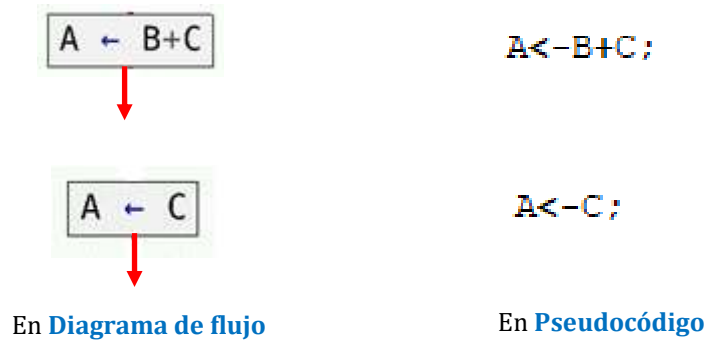 A ← B+C
A<-B+C;
A ← C
A<-C;
En Diagrama de flujo
En Pseudocódigo